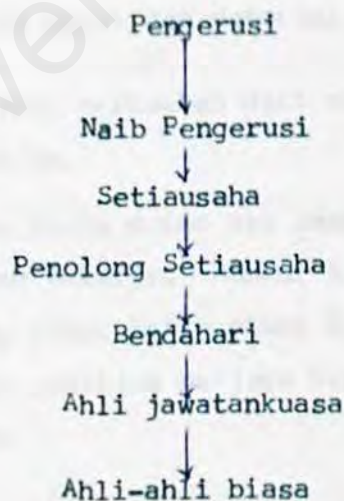 Pengerusi
Naib Pengerusi
Setiausaha
Penolong Setiausaha
Bendahari
Ahli jawatankuasa
Ahli-ahli biasa